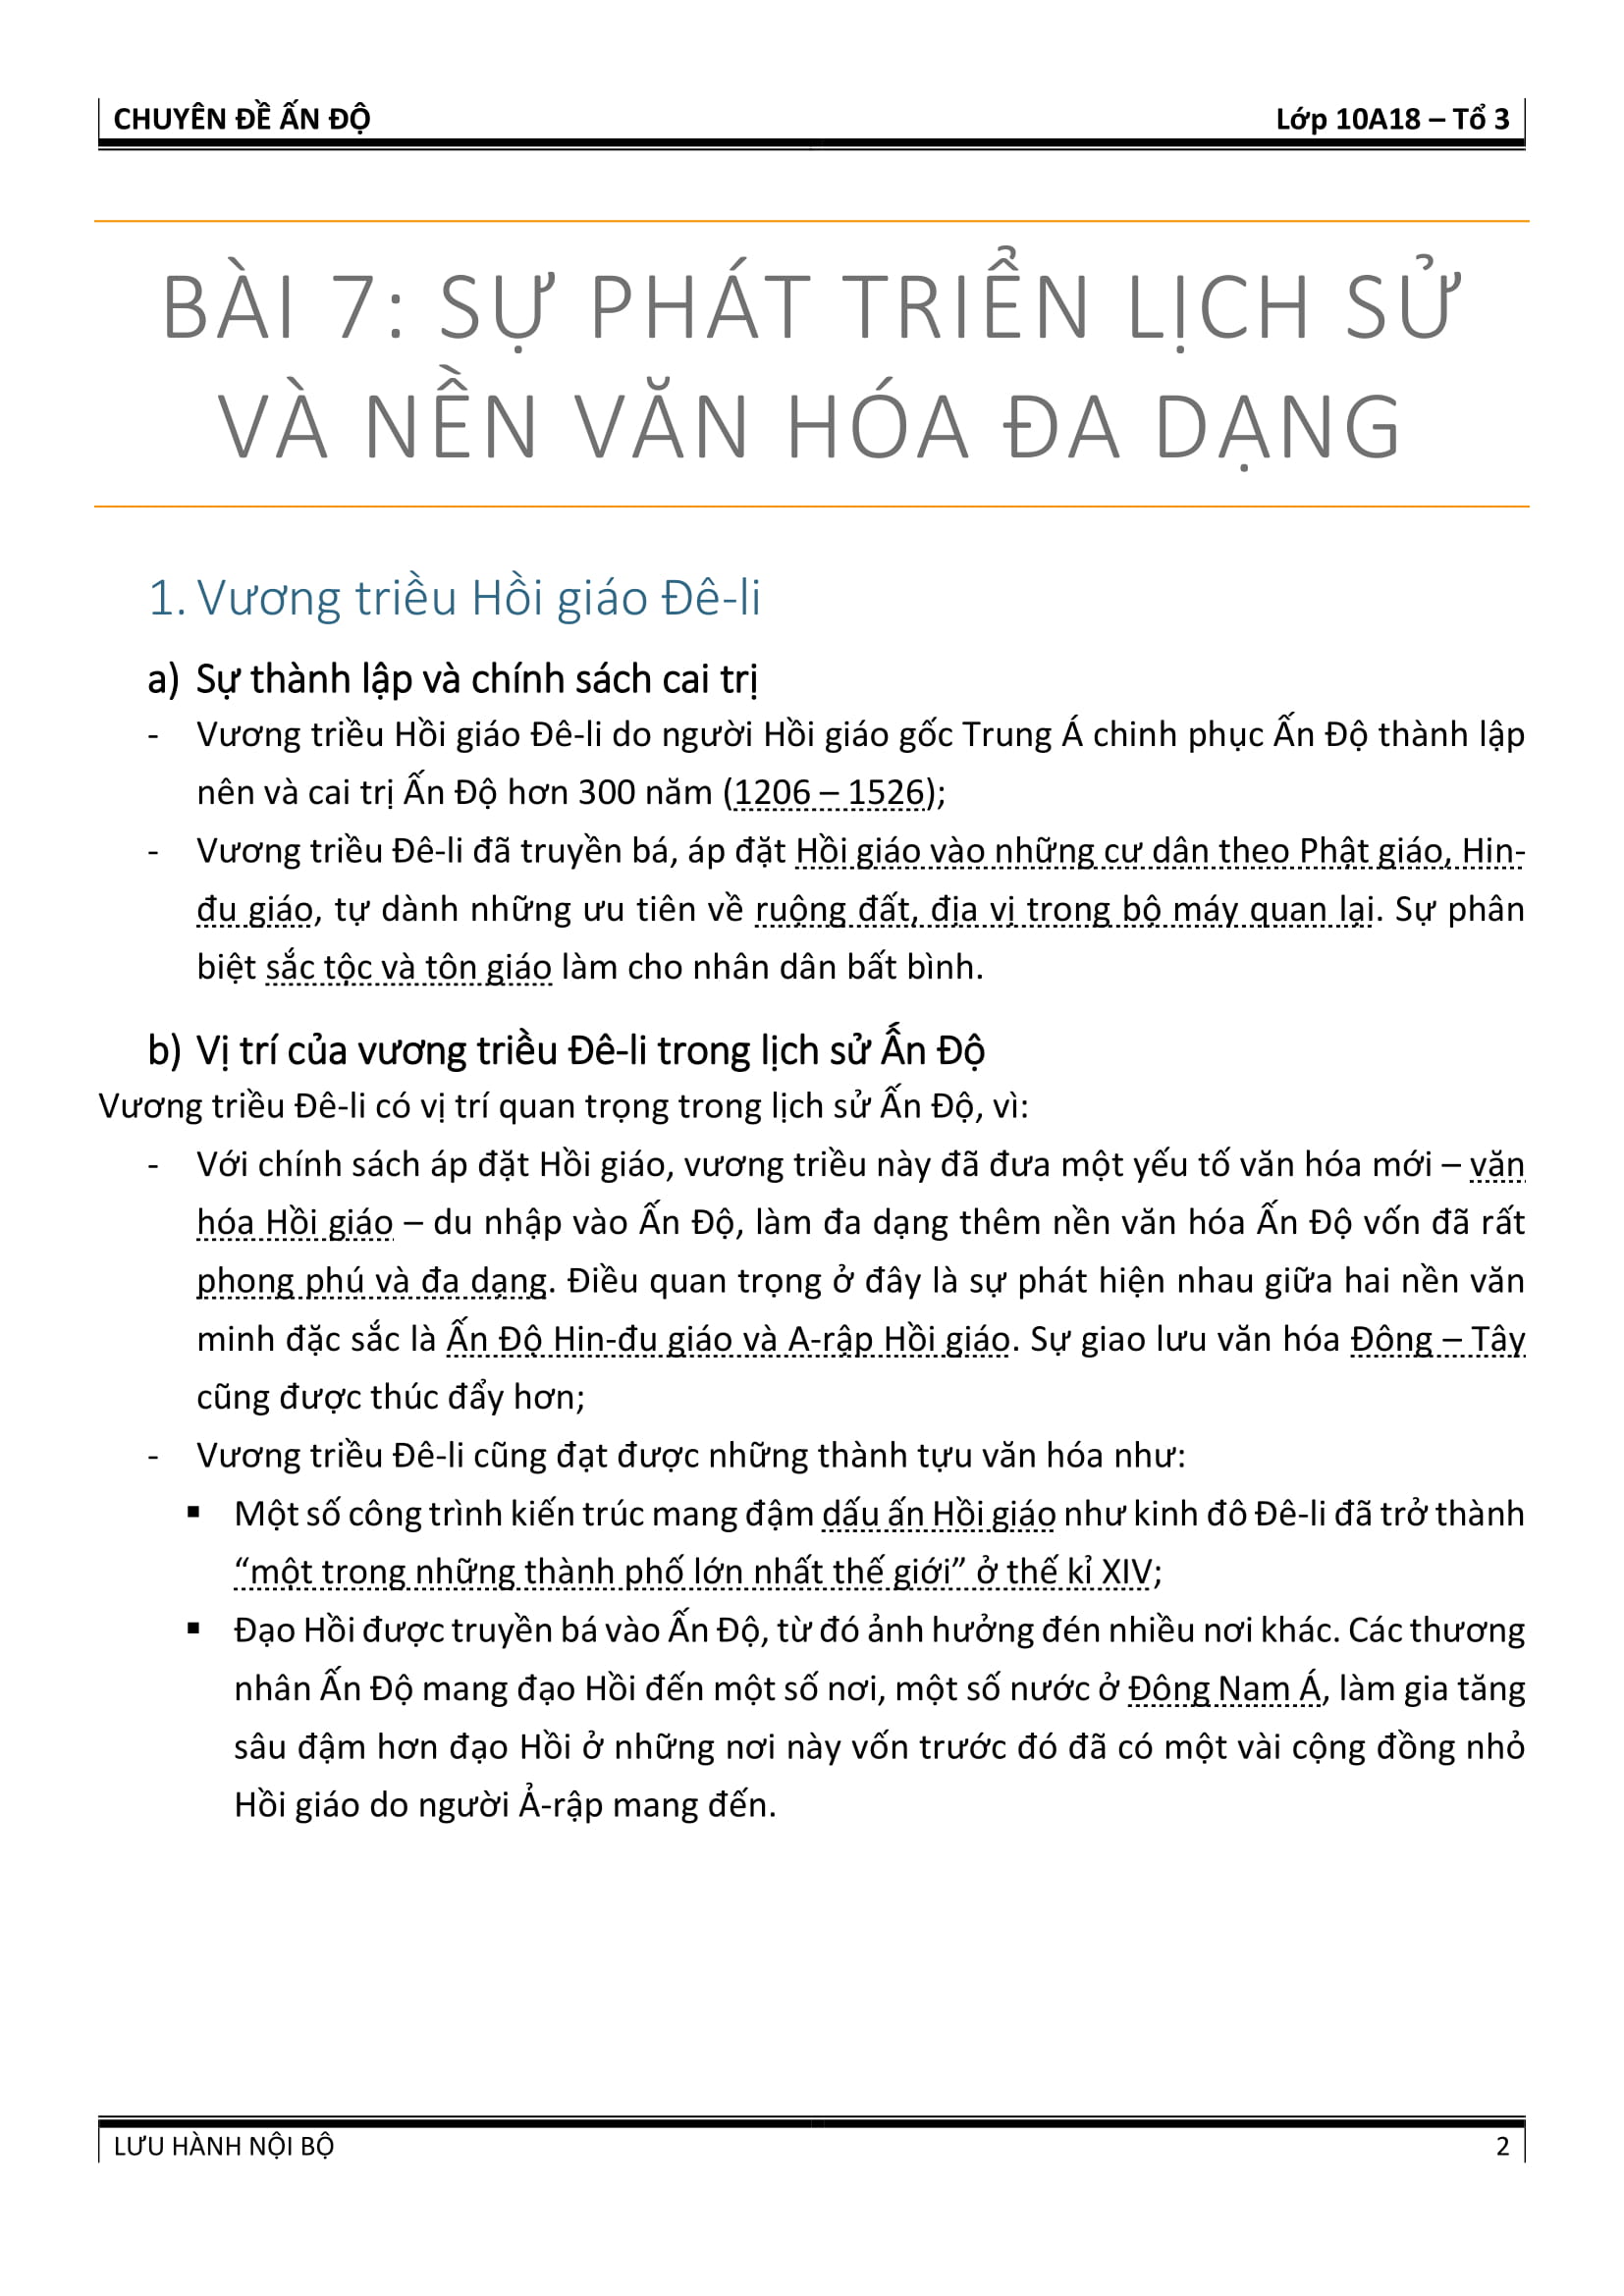 CHUYÊN ĐỀ ẤN ĐỘ Lớp 10A18 – Tổ 3
BÀI 7: SỰ PHÁT TRIỂN LỊCH SỬ
VÀ NỀN VĂN HÓA ĐA DẠNG
1. Vương triều Hồi giáo Đê-li
a) Sự thành lập và chính sách cai trị
- Vương triều Hồi giáo Đê-li do người Hồi giáo gốc Trung Á chinh phục Ấn Độ thành lập
nên và cai trị Ấn Độ hơn 300 năm (1206 – 1526);
- Vương triều Đê-li đã truyền bá, áp đặt Hồi giáo vào những cư dân theo Phật giáo, Hin-
đu giáo, tự dành những ưu tiên về ruộng đất, địa vị trong bộ máy quan lại. Sự phân
biệt sắc tộc và tôn giáo làm cho nhân dân bất bình.
b) Vị trí của vương triều Đê-li trong lịch sử Ấn Độ
Vương triều Đê-li có vị trí quan trọng trong lịch sử Ấn Độ, vì:
- Với chính sách áp đặt Hồi giáo, vương triều này đã đưa một yếu tố văn hóa mới – văn
hóa Hồi giáo – du nhập vào Ấn Độ, làm đa dạng thêm nền văn hóa Ấn Độ vốn đã rất
phong phú và đa dạng. Điều quan trọng ở đây là sự phát hiện nhau giữa hai nền văn
minh đặc sắc là Ấn Độ Hin-đu giáo và A-rập Hồi giáo. Sự giao lưu văn hóa Đông – Tây
cũng được thúc đẩy hơn;
- Vương triều Đê-li cũng đạt được những thành tựu văn hóa như:
▪ Một số công trình kiến trúc mang đậm dấu ấn Hồi giáo như kinh đô Đê-li đã trở thành
“một trong những thành phố lớn nhất thế giới” ở thế kỉ XIV;
▪ Đạo Hồi được truyền bá vào Ấn Độ, từ đó ảnh hưởng đén nhiều nơi khác. Các thương
nhân Ấn Độ mang đạo Hồi đến một số nơi, một số nước ở Đông Nam Á, làm gia tăng
sâu đậm hơn đạo Hồi ở những nơi này vốn trước đó đã có một vài cộng đồng nhỏ
Hồi giáo do người Ả-rập mang đến.
LƯU HÀNH NỘI BỘ 2